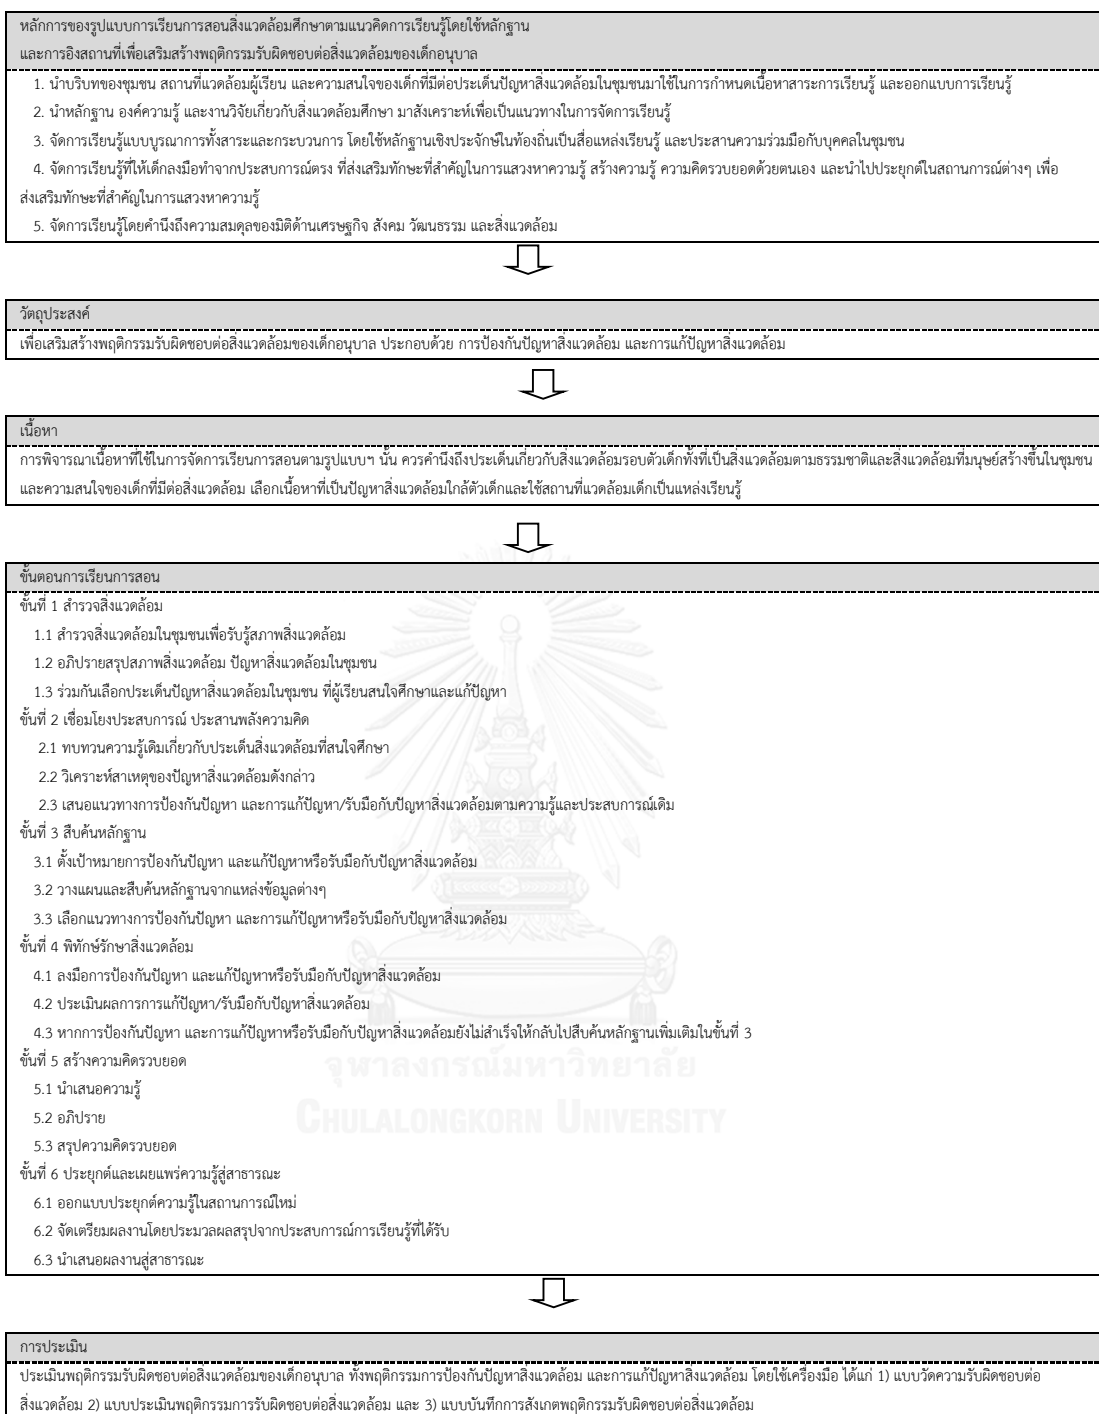 หลักการของรูปแบบการเรียนการสอนสิ่งแวดล้อมศึกษาตามแนวคิดการเรียนรู้โดยใช้หลักฐาน
และการอิงสถานที่เพื่อเสริมสร้างพฤติกรรมรับผิดชอบต่อสิ่งแวดล้อมของเด็กอนุบาล
1. นำบริบทของชุมชน สถานที่แวดล้อมผู้เรียน และความสนใจของเด็กที่มีต่อประเด็นปัญหาสิ่งแวดล้อมในชุมชนมาใช้ในการกำหนดเนื้อหาสาระการเรียนรู้ และออกแบบการเรียนรู้
2. นำหลักฐาน องค์ความรู้ และงานวิจัยเกี่ยวกับสิ่งแวดล้อมศึกษา มาสังเคราะห์เพื่อเป็นแนวทางในการจัดการเรียนรู้
3. จัดการเรียนรู้แบบบูรณาการทั้งสาระและกระบวนการ โดยใช้หลักฐานเชิงประจักษ์ในท้องถิ่นเป็นสื่อแหล่งเรียนรู้ และประสานความร่วมมือกับบุคคลในชุมชน
4. จัดการเรียนรู้ที่ให้เด็กลงมือทำจากประสบการณ์ตรง ที่ส่งเสริมทักษะที่สำคัญในการแสวงหาความรู้ สร้างความรู้ ความคิดรวบยอดด้วยตนเอง และนำไปประยุกต์ในสถานการณ์ต่างๆ เพื่อ
ส่งเสริมทักษะที่สำคัญในการแสวงหาความรู้
5. จัดการเรียนรู้โดยคำนึงถึงความสมดุลของมิติด้านเศรษฐกิจ สังคม วัฒนธรรม และสิ่งแวดล้อม
วัตถุประสงค์
เพื่อเสริมสร้างพฤติกรรมรับผิดชอบต่อสิ่งแวดล้อมของเด็กอนุบาล ประกอบด้วย การป้องกันปัญหาสิ่งแวดล้อม และการแก้ปัญหาสิ่งแวดล้อม
เนื้อหา
การพิจารณาเนื้อหาที่ใช้ในการจัดการเรียนการสอนตามรูปแบบฯ นั้น ควรคำนึงถึงประเด็นเกี่ยวกับสิ่งแวดล้อมรอบตัวเด็กทั้งที่เป็นสิ่งแวดล้อมตามธรรมชาติและสิ่งแวดล้อมที่มนุษย์สร้างขึ้นในชุมชน
และความสนใจของเด็กที่มีต่อสิ่งแวดล้อม เลือกเนื้อหาที่เป็นปัญหาสิ่งแวดล้อมใกล้ตัวเด็กและใช้สถานที่แวดล้อมเด็กเป็นแหล่งเรียนรู้
ขั้นตอนการเรียนการสอน
ขั้นที่ 1 สำรวจสิ่งแวดล้อม
1.1 สำรวจสิ่งแวดล้อมในชุมชนเพื่อรับรู้สภาพสิ่งแวดล้อม
1.2 อภิปรายสรุปสภาพสิ่งแวดล้อม ปัญหาสิ่งแวดล้อมในชุมชน
1.3 ร่วมกันเลือกประเด็นปัญหาสิ่งแวดล้อมในชุมชน ที่ผู้เรียนสนใจศึกษาและแก้ปัญหา
ขั้นที่ 2 เชื่อมโยงประสบการณ์ ประสานพลังความคิด
2.1 ทบทวนความรู้เดิมเกี่ยวกับประเด็นสิ่งแวดล้อมที่สนใจศึกษา
2.2 วิเคราะห์สาเหตุของปัญหาสิ่งแวดล้อมดังกล่าว
2.3 เสนอแนวทางการป้องกันปัญหา และการแก้ปัญหา/รับมือกับปัญหาสิ่งแวดล้อมตามความรู้และประสบการณ์เดิม
ขั้นที่ 3 สืบค้นหลักฐาน
3.1 ตั้งเป้าหมายการป้องกันปัญหา และแก้ปัญหาหรือรับมือกับปัญหาสิ่งแวดล้อม
3.2 วางแผนและสืบค้นหลักฐานจากแหล่งข้อมูลต่างๆ
3.3 เลือกแนวทางการป้องกันปัญหา และการแก้ปัญหาหรือรับมือกับปัญหาสิ่งแวดล้อม
ขั้นที่ 4 พิทักษ์รักษาสิ่งแวดล้อม
4.1 ลงมือการป้องกันปัญหา และแก้ปัญหาหรือรับมือกับปัญหาสิ่งแวดล้อม
4.2 ประเมินผลการการแก้ปัญหา/รับมือกับปัญหาสิ่งแวดล้อม
4.3 หากการป้องกันปัญหา และการแก้ปัญหาหรือรับมือกับปัญหาสิ่งแวดล้อมยังไม่สำเร็จให้กลับไปสืบค้นหลักฐานเพิ่มเติมในขั้นที่ 3
ขั้นที่ 5 สร้างความคิดรวบยอด
จุฬาลงกรณ์มหาวิทยาลัย
5.1 นำเสนอความรู้
5.2 อภิปราย
CHULALONGKORN UNIVERSITY
5.3 สรุปความคิดรวบยอด
ขั้นที่ 6 ประยุกต์และเผยแพร่ความรู้สู่สาธารณะ
6.1 ออกแบบประยุกต์ความรู้ในสถานการณ์ใหม่
6.2 จัดเตรียมผลงานโดยประมวลผลสรุปจากประสบการณ์การเรียนรู้ที่ได้รับ
6.3 นำเสนอผลงานสู่สาธารณะ
การประเมิน
ประเมินพฤติกรรมรับผิดชอบต่อสิ่งแวดล้อมของเด็กอนุบาล ทั้งพฤติกรรมการป้องกันปัญหาสิ่งแวดล้อม และการแก้ปัญหาสิ่งแวดล้อม โดยใช้เครื่องมือ ได้แก่ 1) แบบวัดความรับผิดชอบต่อ
สิ่งแวดล้อม 2) แบบประเมินพฤติกรรมการรับผิดชอบต่อสิ่งแวดล้อม และ 3) แบบบันทึกการสังเกตพฤติกรรมรับผิดชอบต่อสิ่งแวดล้อม